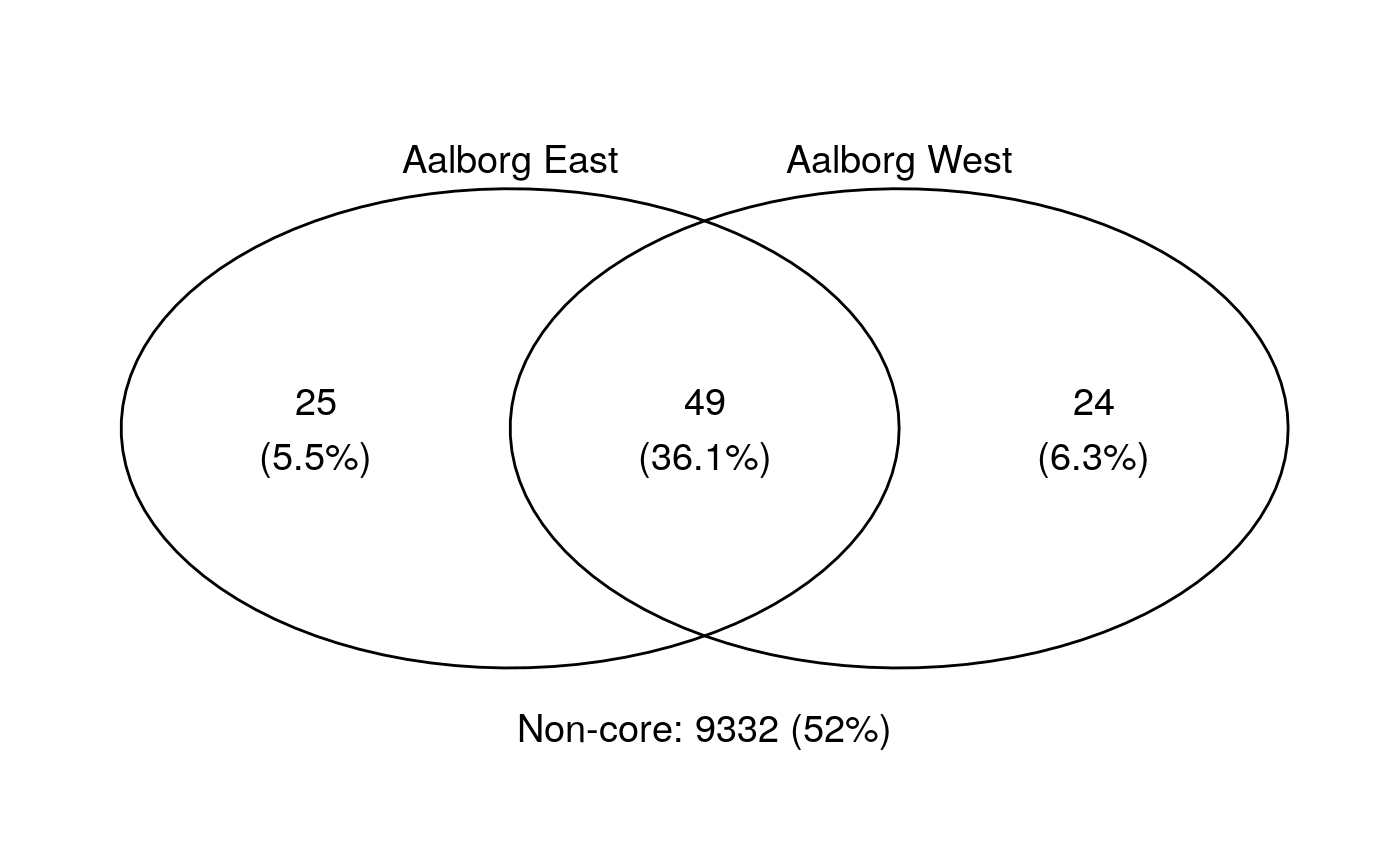 Aalborg East
Aalborg West
25
(5.5%)
49
(36.1%)
24
(6.3%)
Non-core: 9332 (52%)